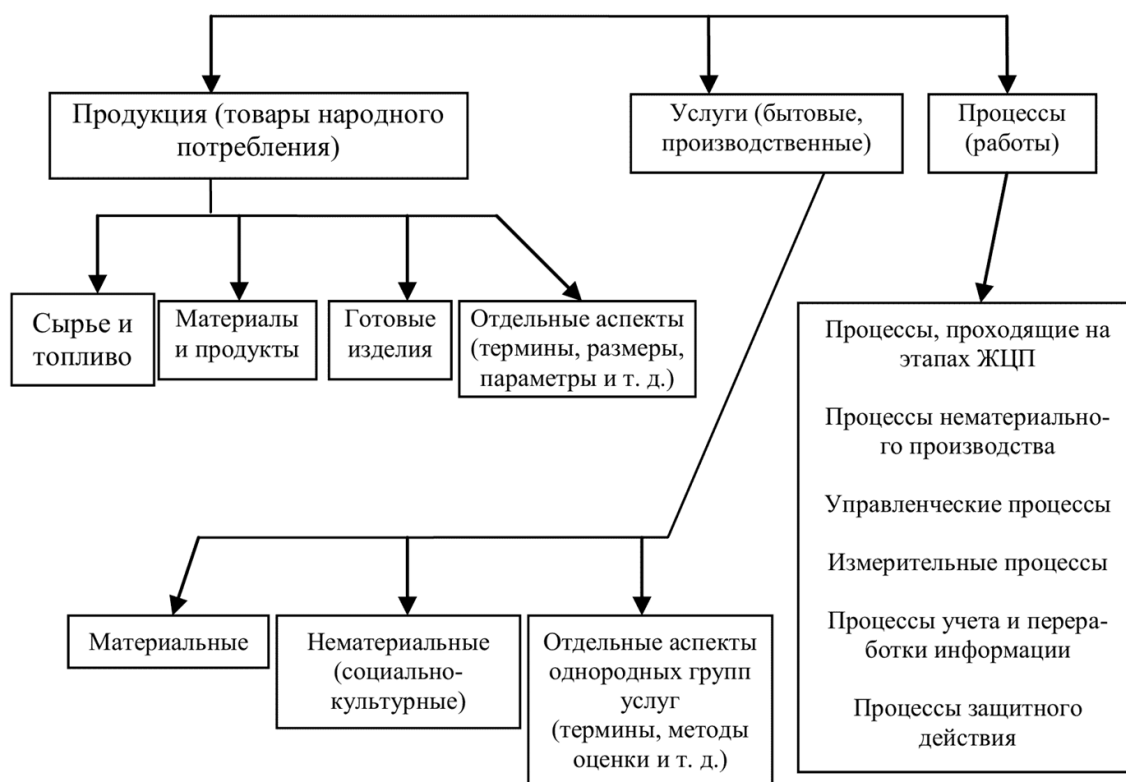 Продукция (товары народного
потребления)
Услуги (бытовые,
производственные)
Процессы
(работы)
Сырье и
топливо
Материалы
и продукты
Готовые
изделия
Отдельные аспекты
(термины, размеры,
параметры и т. д.)
Процессы, проходящие на
этапах ЖЦП
Процессы нематериально-
го производства
Управленческие процессы
Измерительные процессы
Процессы учета и перера-
ботки информации
Процессы защитного
действия
Материальные
Нематериальные
(социально-
культурные)
Отдельные аспекты
однородных групп
услуг
(термины, методы
оценки и т. д.)